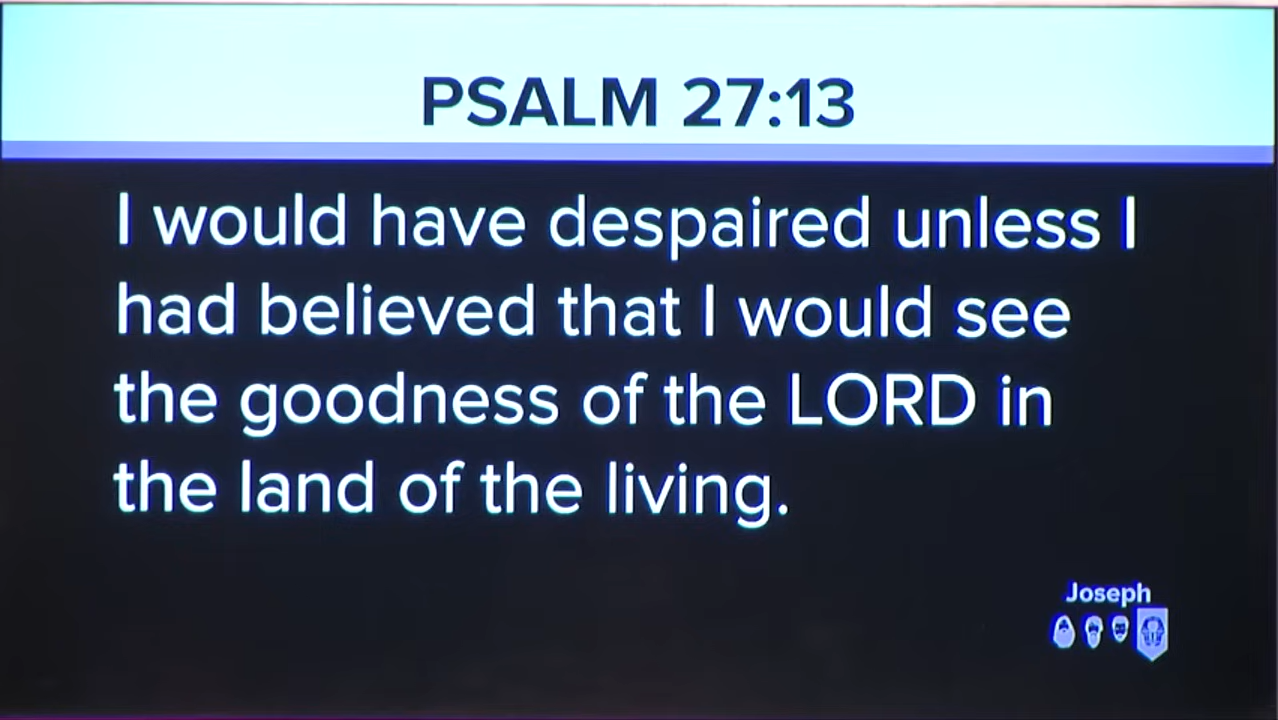 PSALM 27:13
I would have despaired unless I
had believed that I would see
the goodness of the LORD in
the land of the living.
Joseph